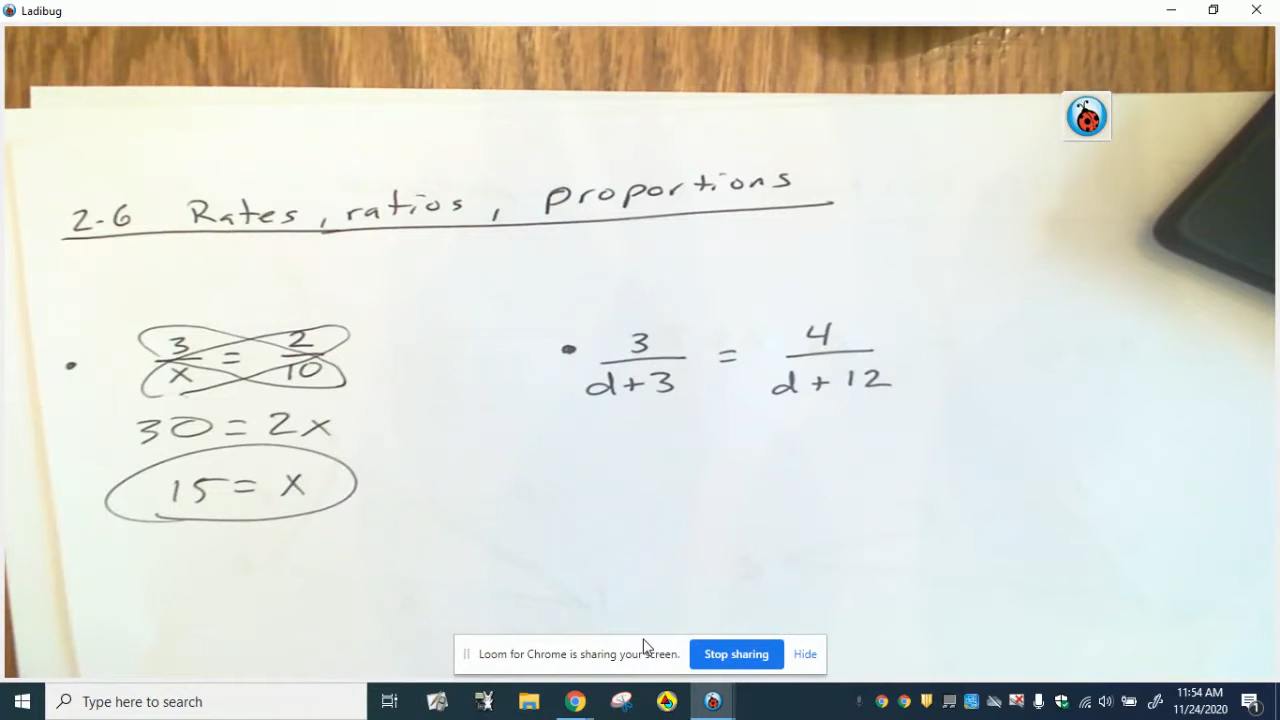 Ladibug
2-6 Rates, ratios, proportions
• 3/x = 2/10
30 = 2x
15 = x
• 3/(d+3) = 4/(d+12)
Loom for Chrome is sharing your screen. Stop sharing Hide
Type here to search
11:54 AM
11/24/2020
1